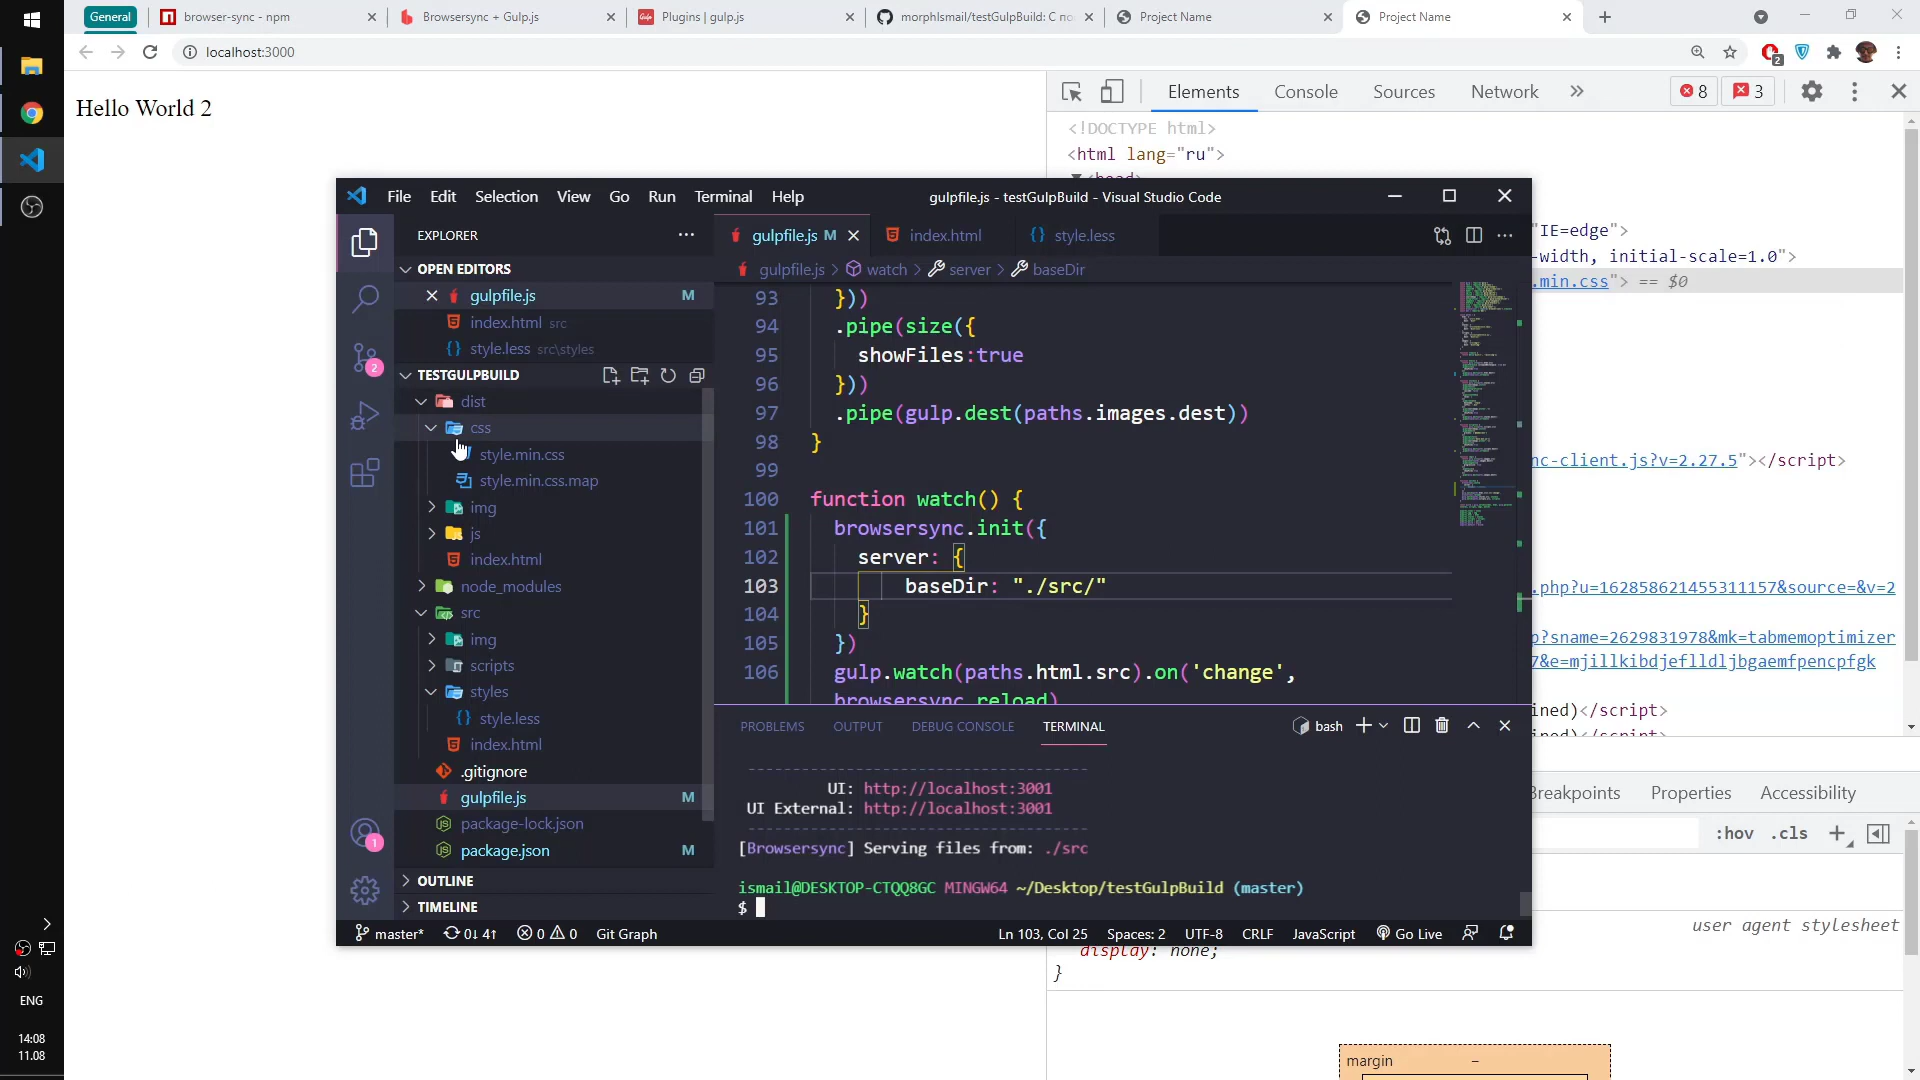 General
browser-sync - npm
Browsersync + Gulp.js
Plugins | gulp.js
morphIsmail/testGulpBuild: С по
Project Name
Project Name
localhost:3000
2
Hello World 2
Elements
Console
Sources
Network
8
3
<!DOCTYPE html>
<html lang="ru">
"IE=edge">
-width, initial-scale=1.0">
.min.css"> == $0
nc-client.js?v=2.27.5"></script>
.php?u=162858621455311157&source=&v=2
p?sname=2629831978&mk=tabmemoptimizer
7&e=mjillkibdjeflldljbgaemfpencpfgk
ined)</script>
Breakpoints
Properties
Accessibility
:hov
.cls
user agent stylesheet
display: none;
}
margin
–
File
Edit
Selection
View
Go
Run
Terminal
Help
gulpfile.js - testGulpBuild - Visual Studio Code
EXPLORER
gulpfile.js M
index.html
style.less
gulpfile.js > watch > server > baseDir
OPEN EDITORS
gulpfile.js M
index.html src
style.less src\styles
TESTGULPBUILD
dist
css
style.min.css
style.min.css.map
img
js
index.html
node_modules
src
img
scripts
styles
style.less
index.html
.gitignore
gulpfile.js M
package-lock.json
package.json M
OUTLINE
TIMELINE
2
1
93 }))
94 .pipe(size({
95 showFiles:true
96 }))
97 .pipe(gulp.dest(paths.images.dest))
98 }
99
100 function watch() {
101 browsersync.init({
102 server: {
103 baseDir: "./src/"
104 }
105 })
106 gulp.watch(paths.html.src).on('change',
browsersync.reload)
PROBLEMS
OUTPUT
DEBUG CONSOLE
TERMINAL
bash
-------------------------------------
UI: http://localhost:3001
UI External: http://localhost:3001
-------------------------------------
[Browsersync] Serving files from: ./src
ismail@DESKTOP-CTQQ8GC MINGW64 ~/Desktop/testGulpBuild (master)
$
master*
0↓ 4↑
0
0
Git Graph
Ln 103, Col 25
Spaces: 2
UTF-8
CRLF
JavaScript
Go Live
ENG
14:08
11.08